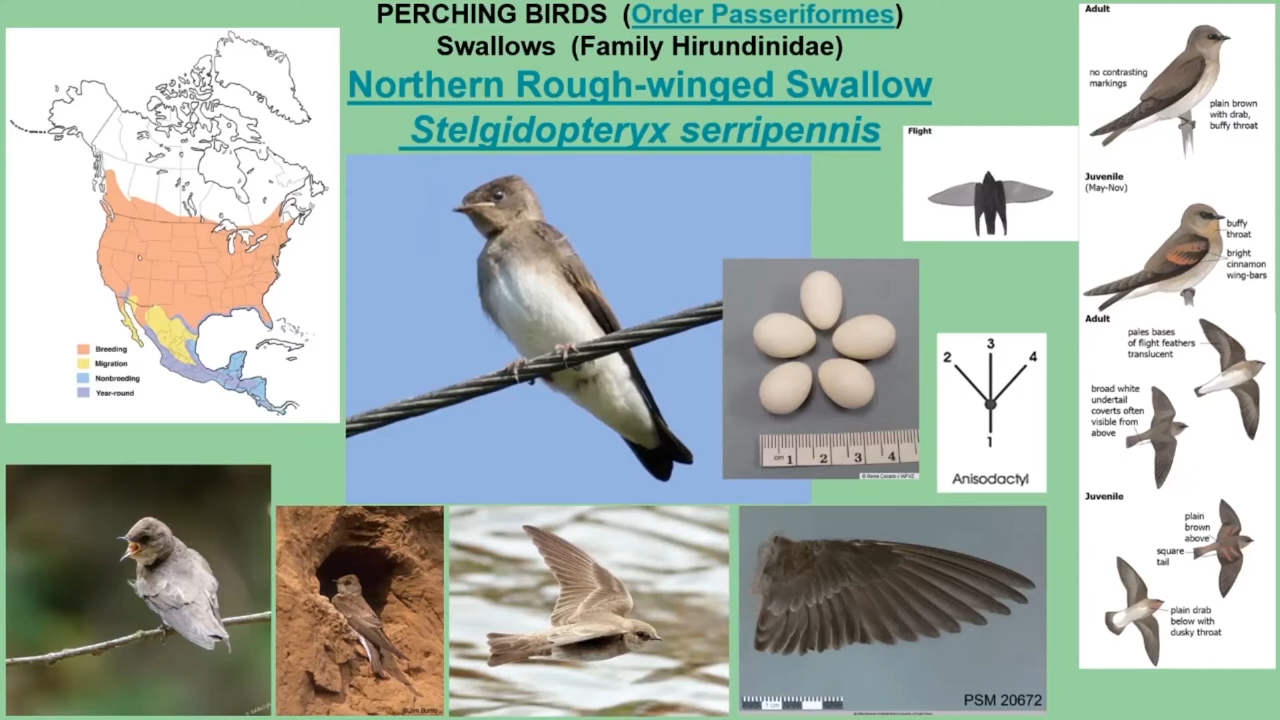 PERCHING BIRDS (Order Passeriformes)
Swallows (Family Hirundinidae)
Northern Rough-winged Swallow
Stelgidopteryx serripennis
Breeding
Migration
Nonbreeding
Year-round
Flight
cm 1 2 3 4
2 3 4
1
Anisodactyl
Adult
no contrasting
markings
plain brown
with drab,
buffy throat
Juvenile
(May-Nov)
buffy
throat
bright
cinnamon
wing-bars
Adult
pales bases
of flight feathers
translucent
broad white
undertail
coverts often
visible from
above
Juvenile
plain
brown
above
square
tail
plain drab
below with
dusky throat
PSM 20672